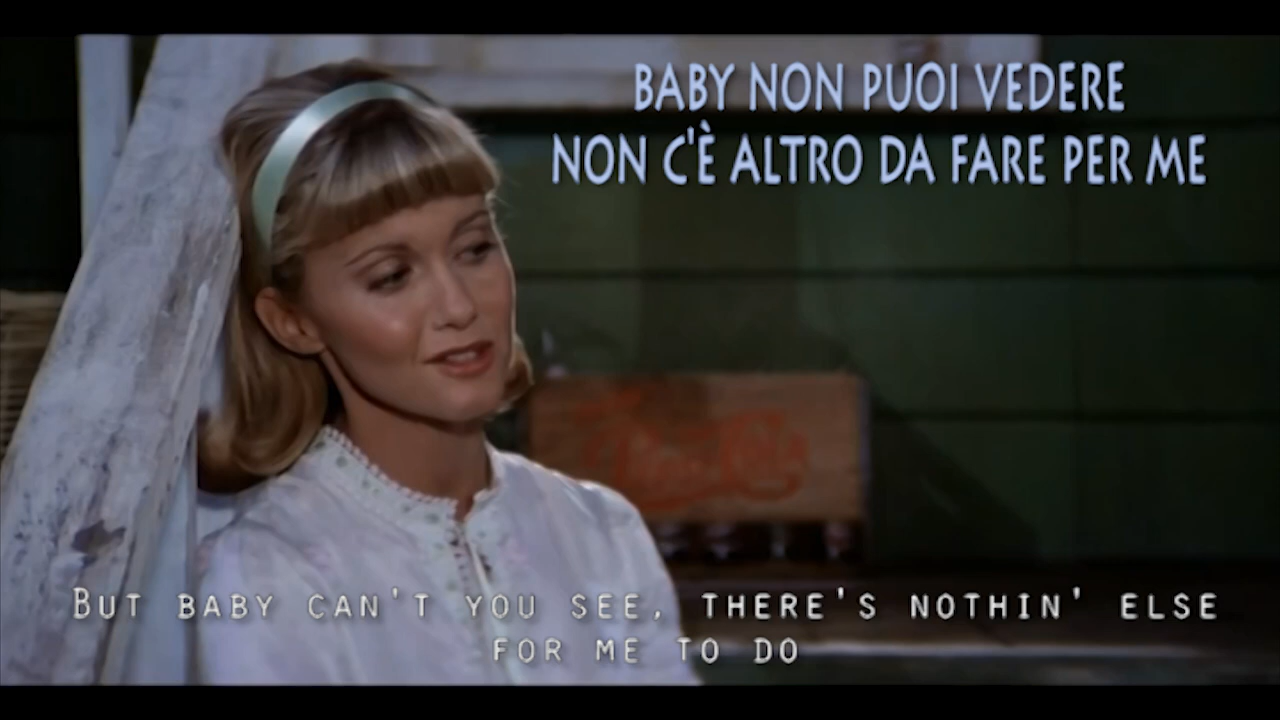 BABY NON PUOI VEDERE
NON C'È ALTRO DA FARE PER ME
BUT BABY CAN'T YOU SEE, THERE'S NOTHIN' ELSE
FOR ME TO DO